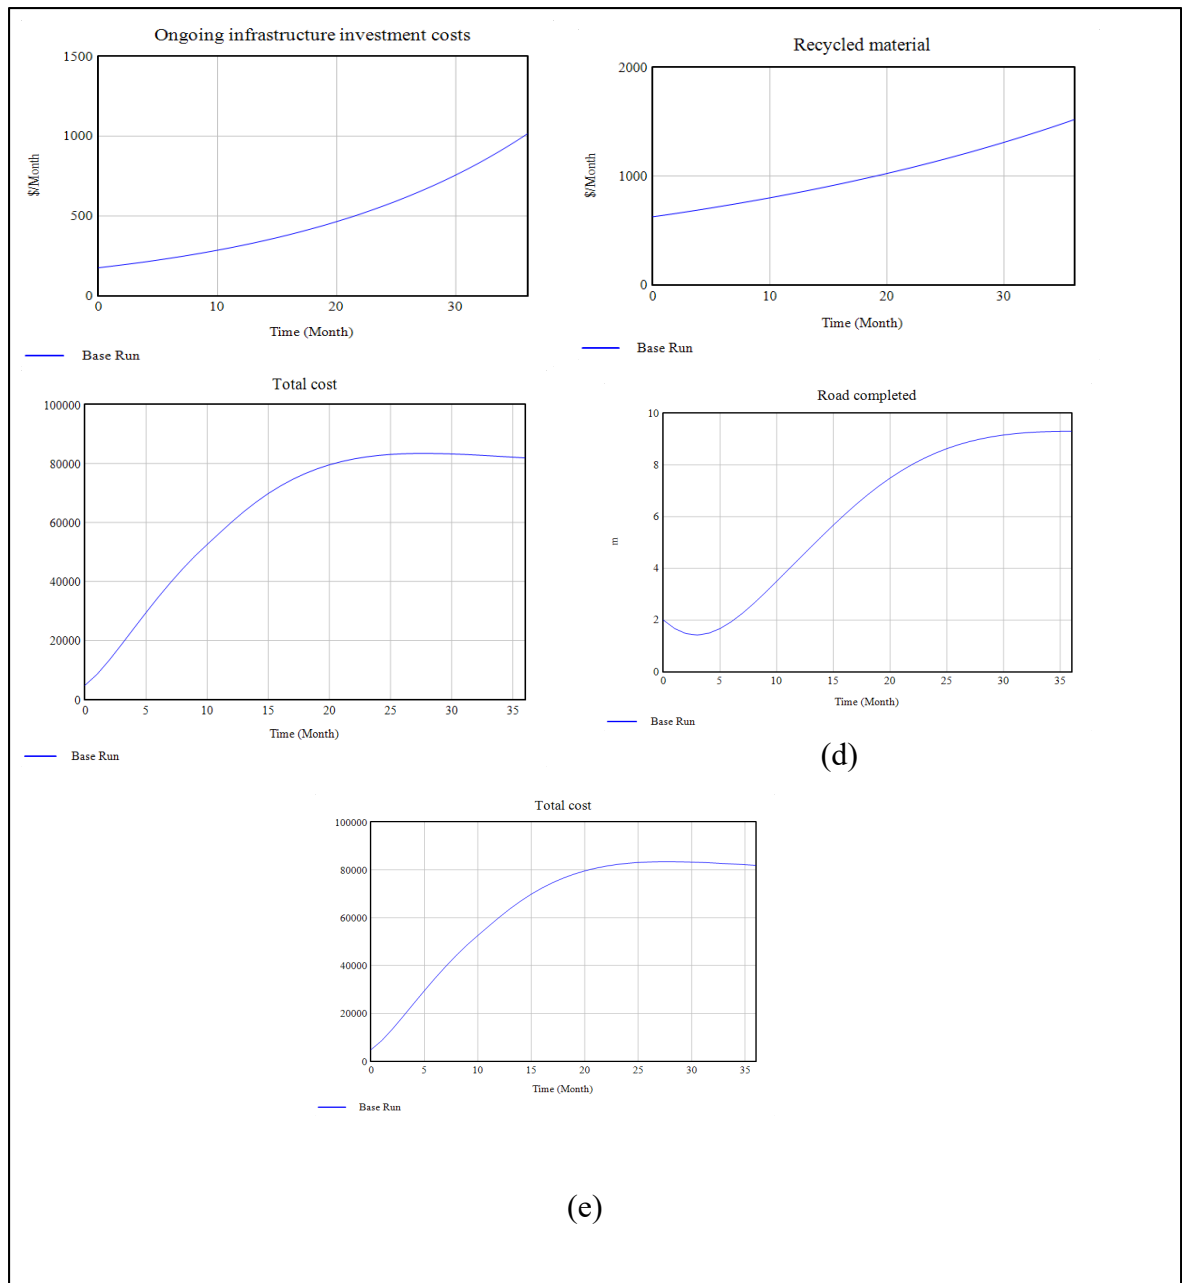 Ongoing infrastructure investment costs
1500
1000
500
0
$/Month
0 10 20 30
Time (Month)
Base Run
Recycled material
2000
1000
0
$/Month
0 10 20 30
Time (Month)
Base Run
Total cost
100000
80000
60000
40000
20000
0
0 5 10 15 20 25 30 35
Time (Month)
Base Run
Road completed
10
8
6
4
2
0
m
0 5 10 15 20 25 30 35
Time (Month)
Base Run
(d)
Total cost
100000
80000
60000
40000
20000
0
0 5 10 15 20 25 30 35
Time (Month)
Base Run
(e)